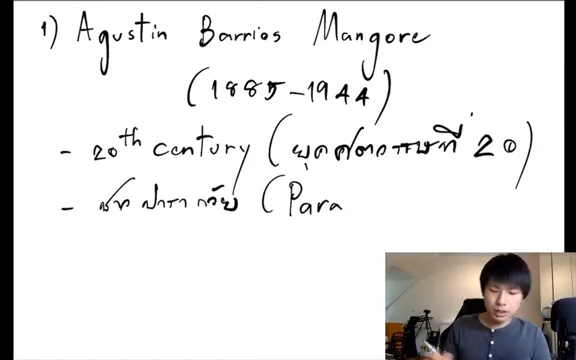 1) Agustin Barrios Mangore
(1885-1944)
- 20th century (ยุคศตวรรษที่ 20)
- ชาวปารากวัย (Para